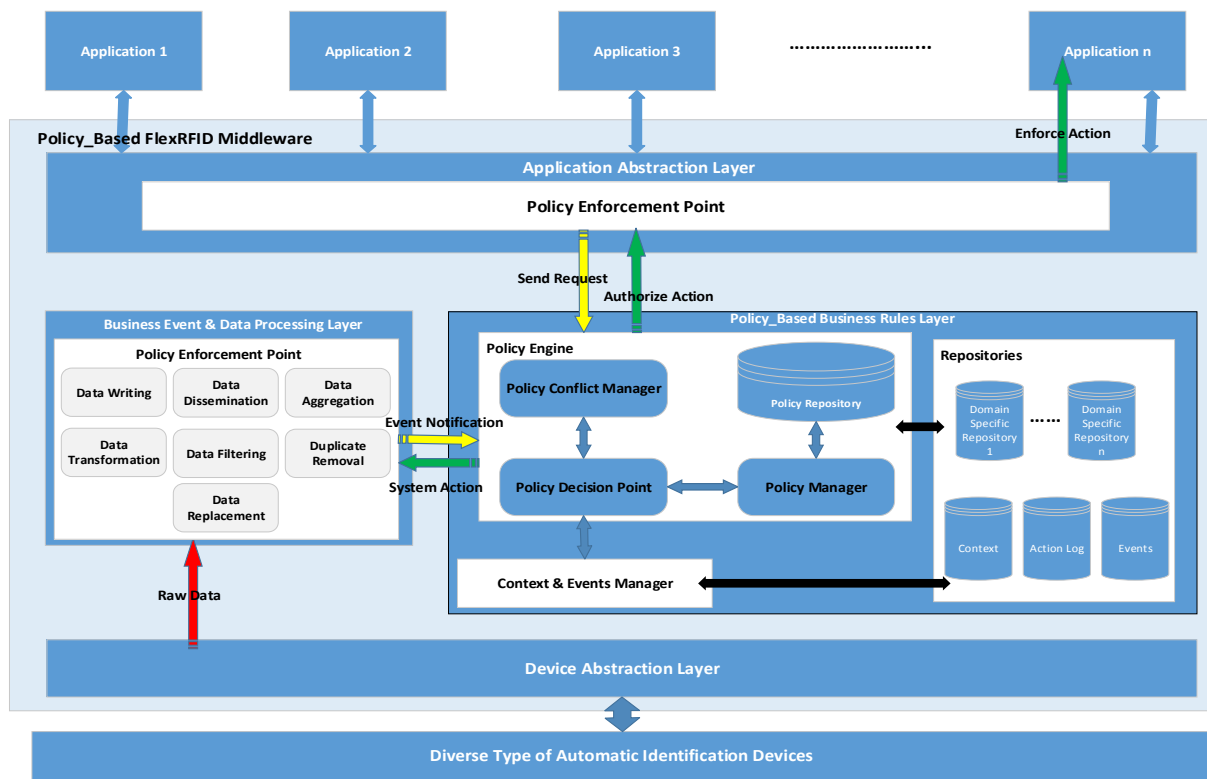 Application 1
Application 2
Application 3
…………………………..
Application n
Enforce Action
Policy_Based FlexRFID Middleware
Application Abstraction Layer
Policy Enforcement Point
Send Request
Authorize Action
Business Event & Data Processing Layer
Policy Enforcement Point
Data Writing
Data
Dissemination
Data
Aggregation
Data
Transformation
Data Filtering
Duplicate
Removal
Data
Replacement
Event Notification
System Action
Raw Data
Policy_Based Business Rules Layer
Policy Engine
Policy Conflict Manager
Policy Repository
Policy Decision Point
Policy Manager
Context & Events Manager
Repositories
Domain
Specific
Repository
1
……
Domain
Specific
Repository
n
Context
Action Log
Events
Device Abstraction Layer
Diverse Type of Automatic Identification Devices